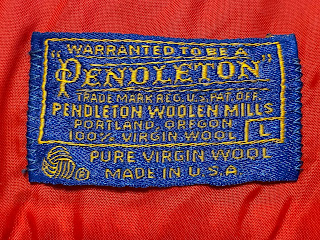 "WARRANTED TO BE A
PENDLETON"
TRADE MARK REG. U.S. PAT. OFF.
PENDLETON WOOLEN MILLS
PORTLAND, OREGON
100% VIRGIN WOOL L
® PURE VIRGIN WOOL
MADE IN U.S.A.